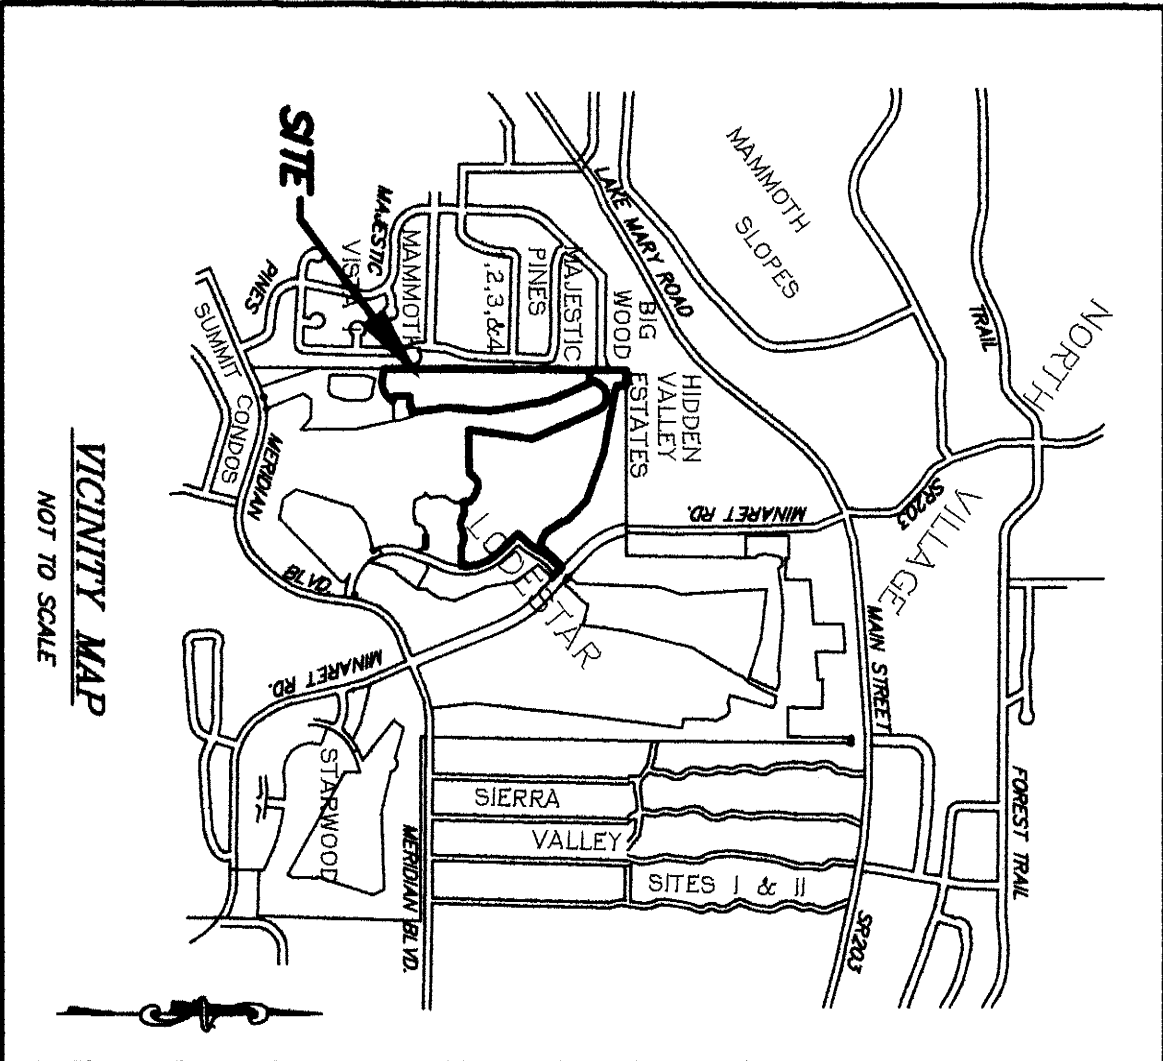 NORTH
VILLAGE
MAMMOTH
SLOPES
TRAIL
FOREST TRAIL
SR203
MAIN STREET
SR203
LAKE MARY ROAD
MINARET RD.
BIG
WOOD
HIDDEN
VALLEY
ESTATES
MAJESTIC
PINES
,2,3,&4
MAMMOTH
VISTA
MAJESTIC
PINES
SITE
SUMMIT
CONDOS
MERIDIAN
BLVD.
LODESTAR
MINARET RD.
STARWOOD
MERIDIAN BLVD.
SIERRA
VALLEY
SITES I & II
VICINITY MAP
NOT TO SCALE